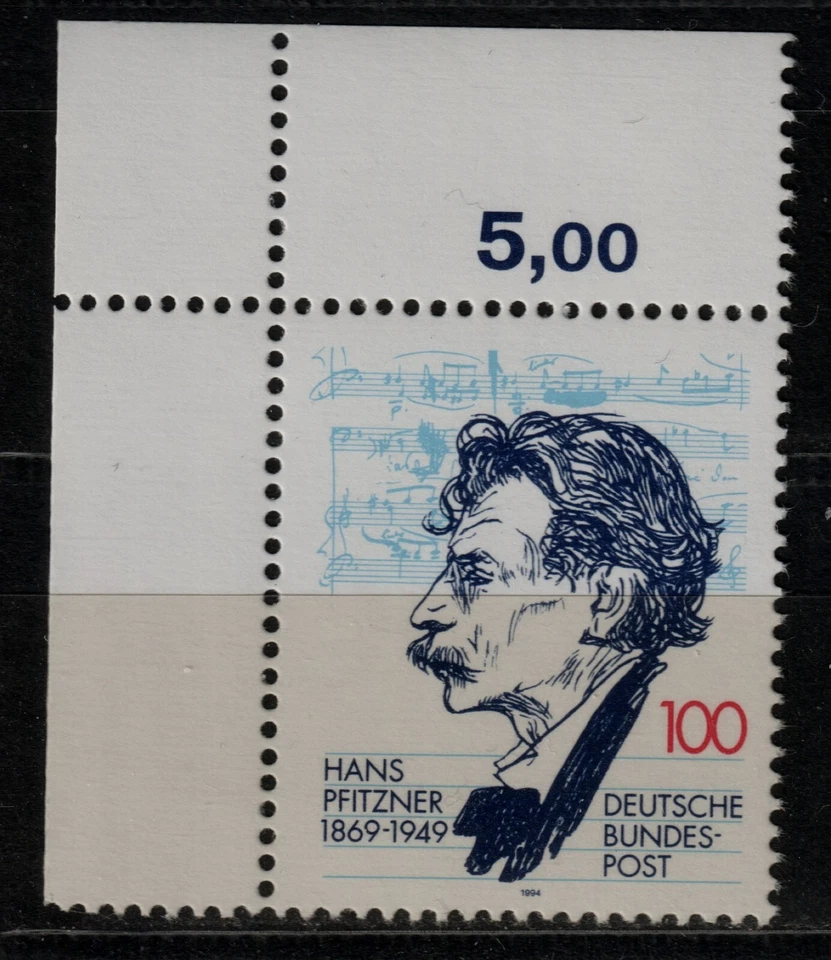 5,00
100
HANS
PFITZNER
1869-1949
DEUTSCHE
BUNDES-
POST
1994